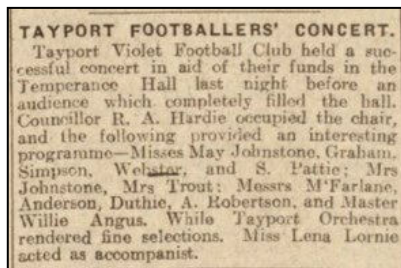 TAYPORT FOOTBALLERS' CONCERT.
Tayport Violet Football Club held a suc-
cessful concert in aid of their funds in the
Temperance Hall last night before an
audience which completely filled the hall.
Councillor R. A. Hardie occupied the chair,
and the following provided an interesting
programme—Misses May Johnstone, Graham,
Simpson, Webster, and S. Pattie; Mrs
Johnstone, Mrs Trout; Messrs M'Farlane,
Anderson, Duthie, A. Robertson, and Master
Willie Angus. While Tayport Orchestra
rendered fine selections. Miss Lena Lornie
acted as accompanist.